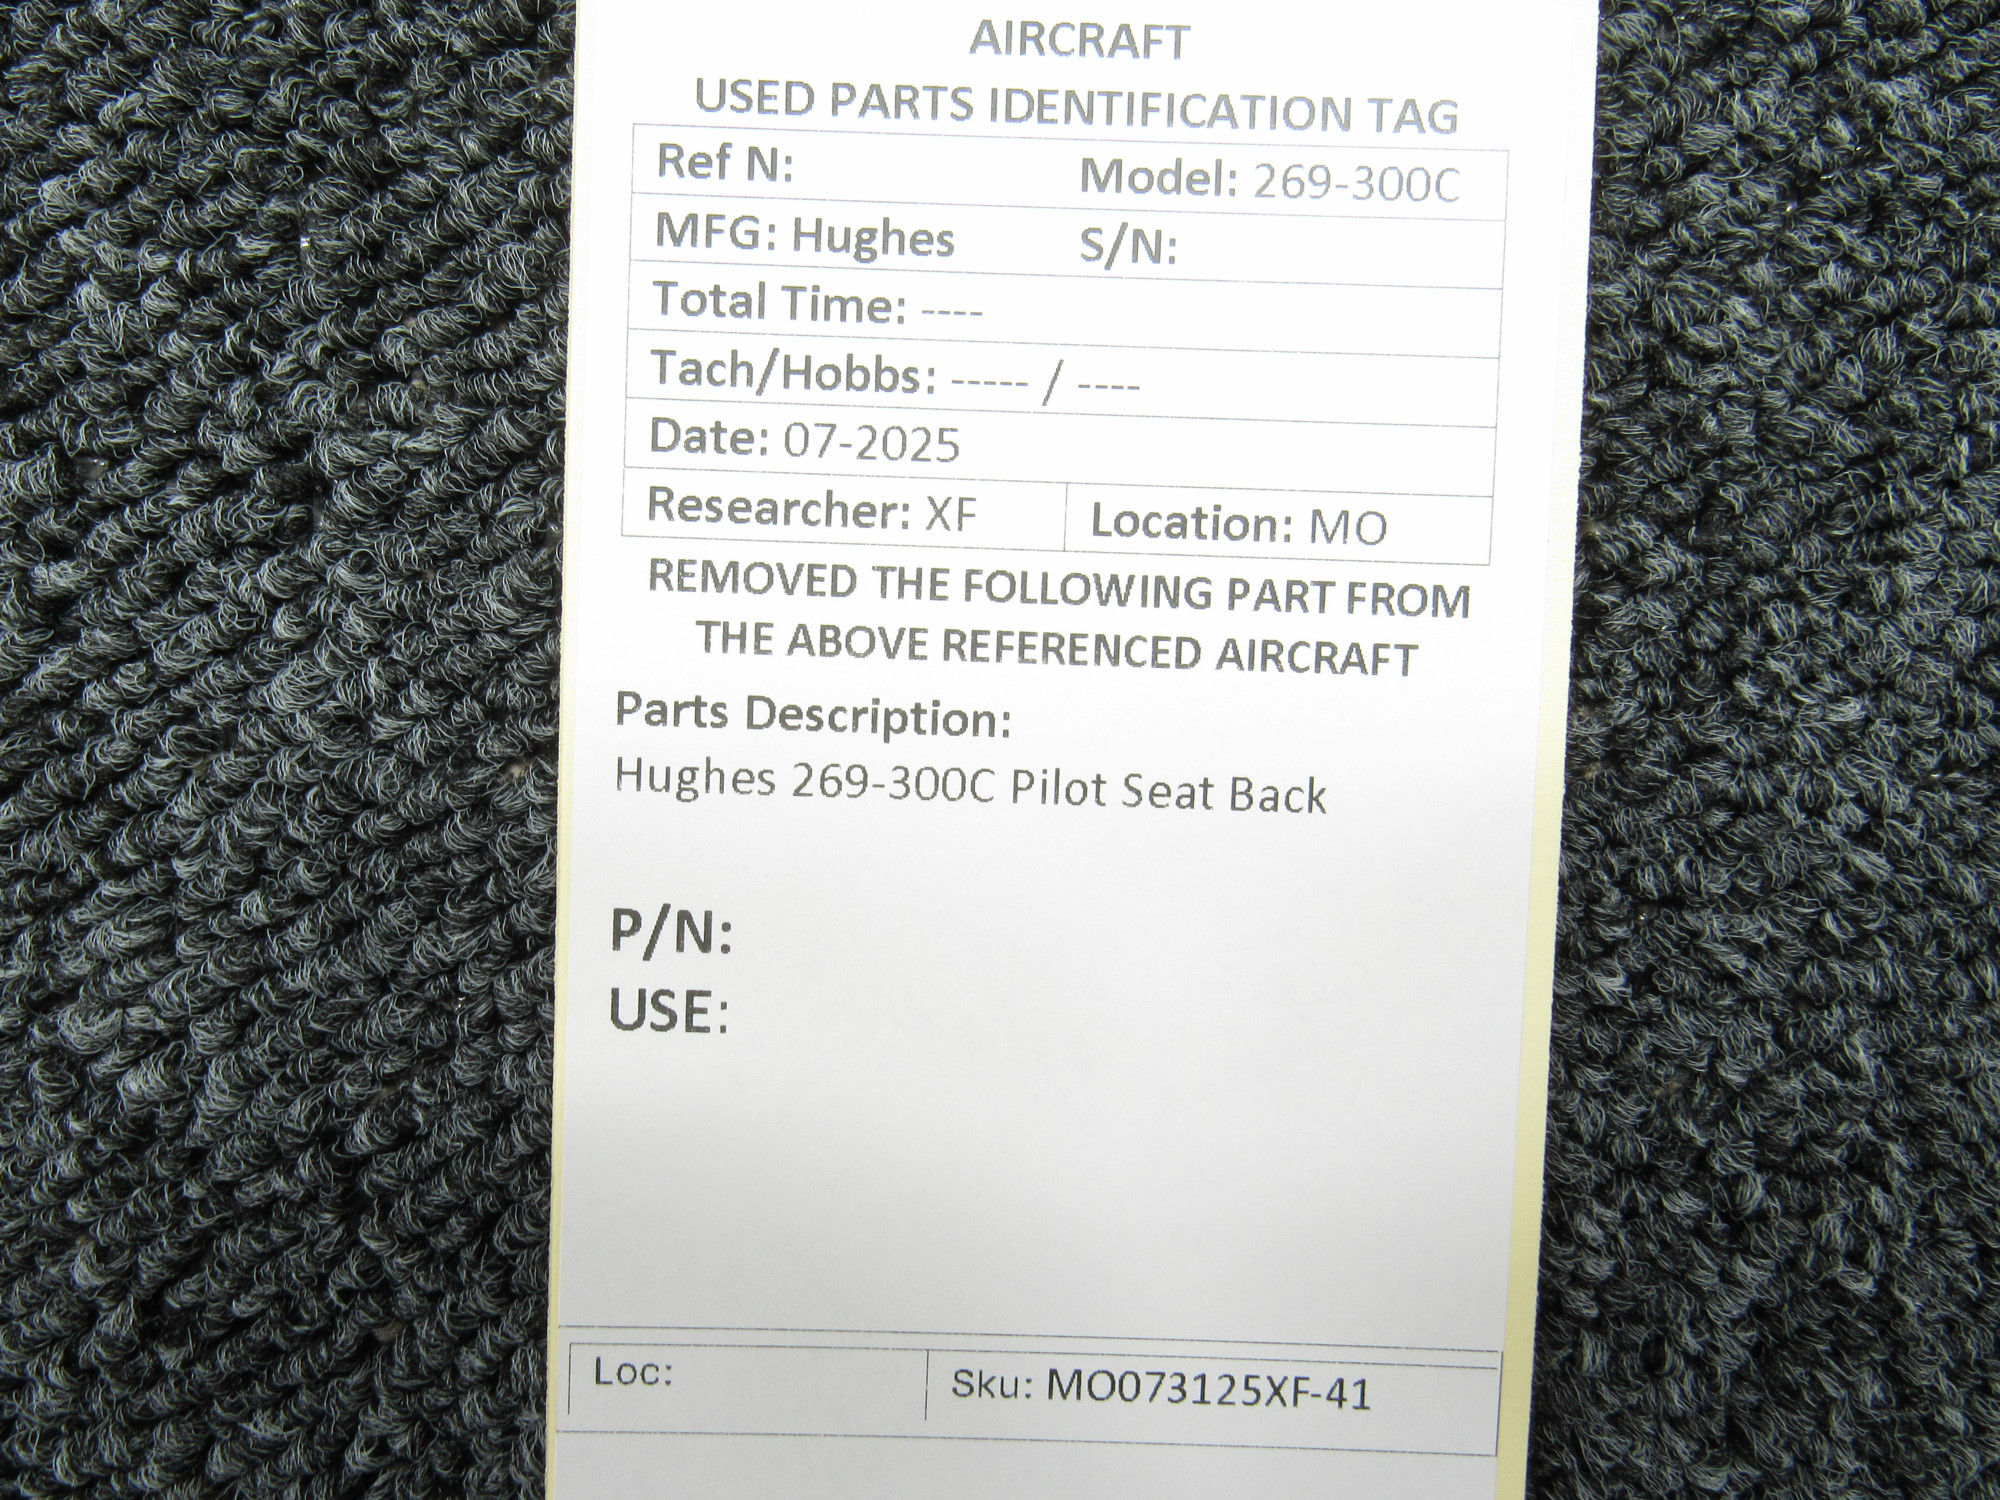 AIRCRAFT
USED PARTS IDENTIFICATION TAG
Ref N: Model: 269-300C
MFG: Hughes S/N:
Total Time: ----
Tach/Hobbs: ----- / ----
Date: 07-2025
Researcher: XF Location: MO
REMOVED THE FOLLOWING PART FROM
THE ABOVE REFERENCED AIRCRAFT
Parts Description:
Hughes 269-300C Pilot Seat Back
P/N:
USE:
Loc: Sku: MO073125XF-41